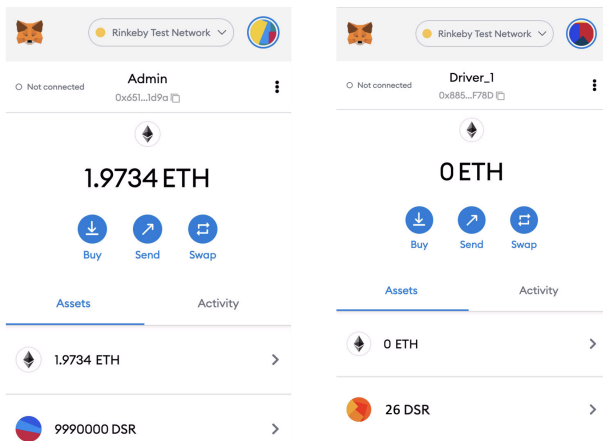 Rinkeby Test Network
Not connected
Admin
0x651...1d9a
1.9734 ETH
Buy Send Swap
Assets Activity
1.9734 ETH
9990000 DSR
Rinkeby Test Network
Not connected
Driver_1
0x885...F78D
0 ETH
Buy Send Swap
Assets Activity
0 ETH
26 DSR